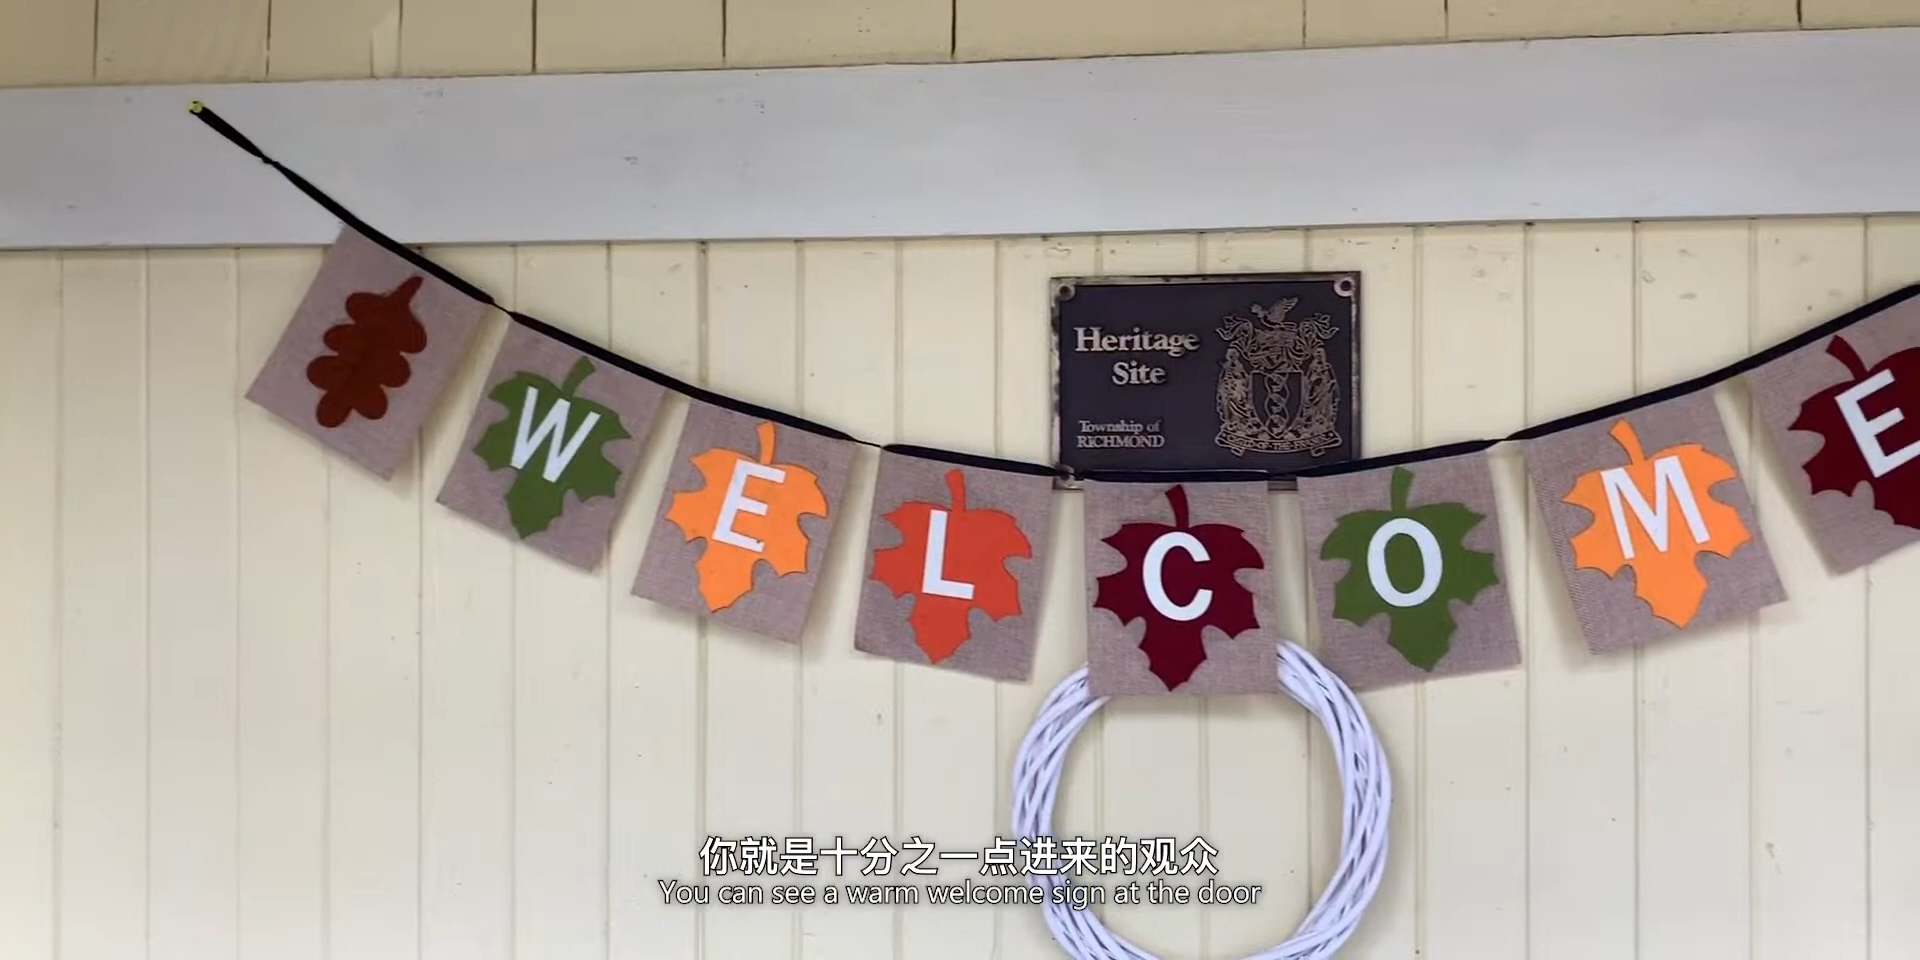 Heritage
Site
Township of
RICHMOND
W E L C O M E
你就是十分之一点进来的观众
You can see a warm welcome sign at the door